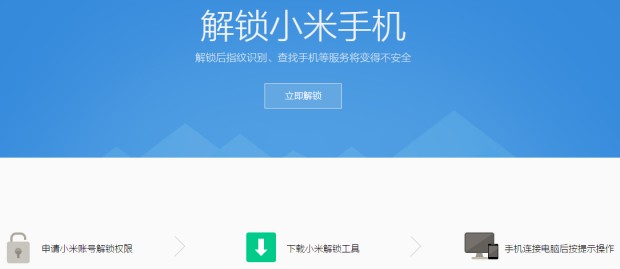 解锁小米手机
解锁后指纹识别、查找手机等服务将变得不安全
立即解锁
申请小米账号解锁权限
下载小米解锁工具
手机连接电脑后按提示操作